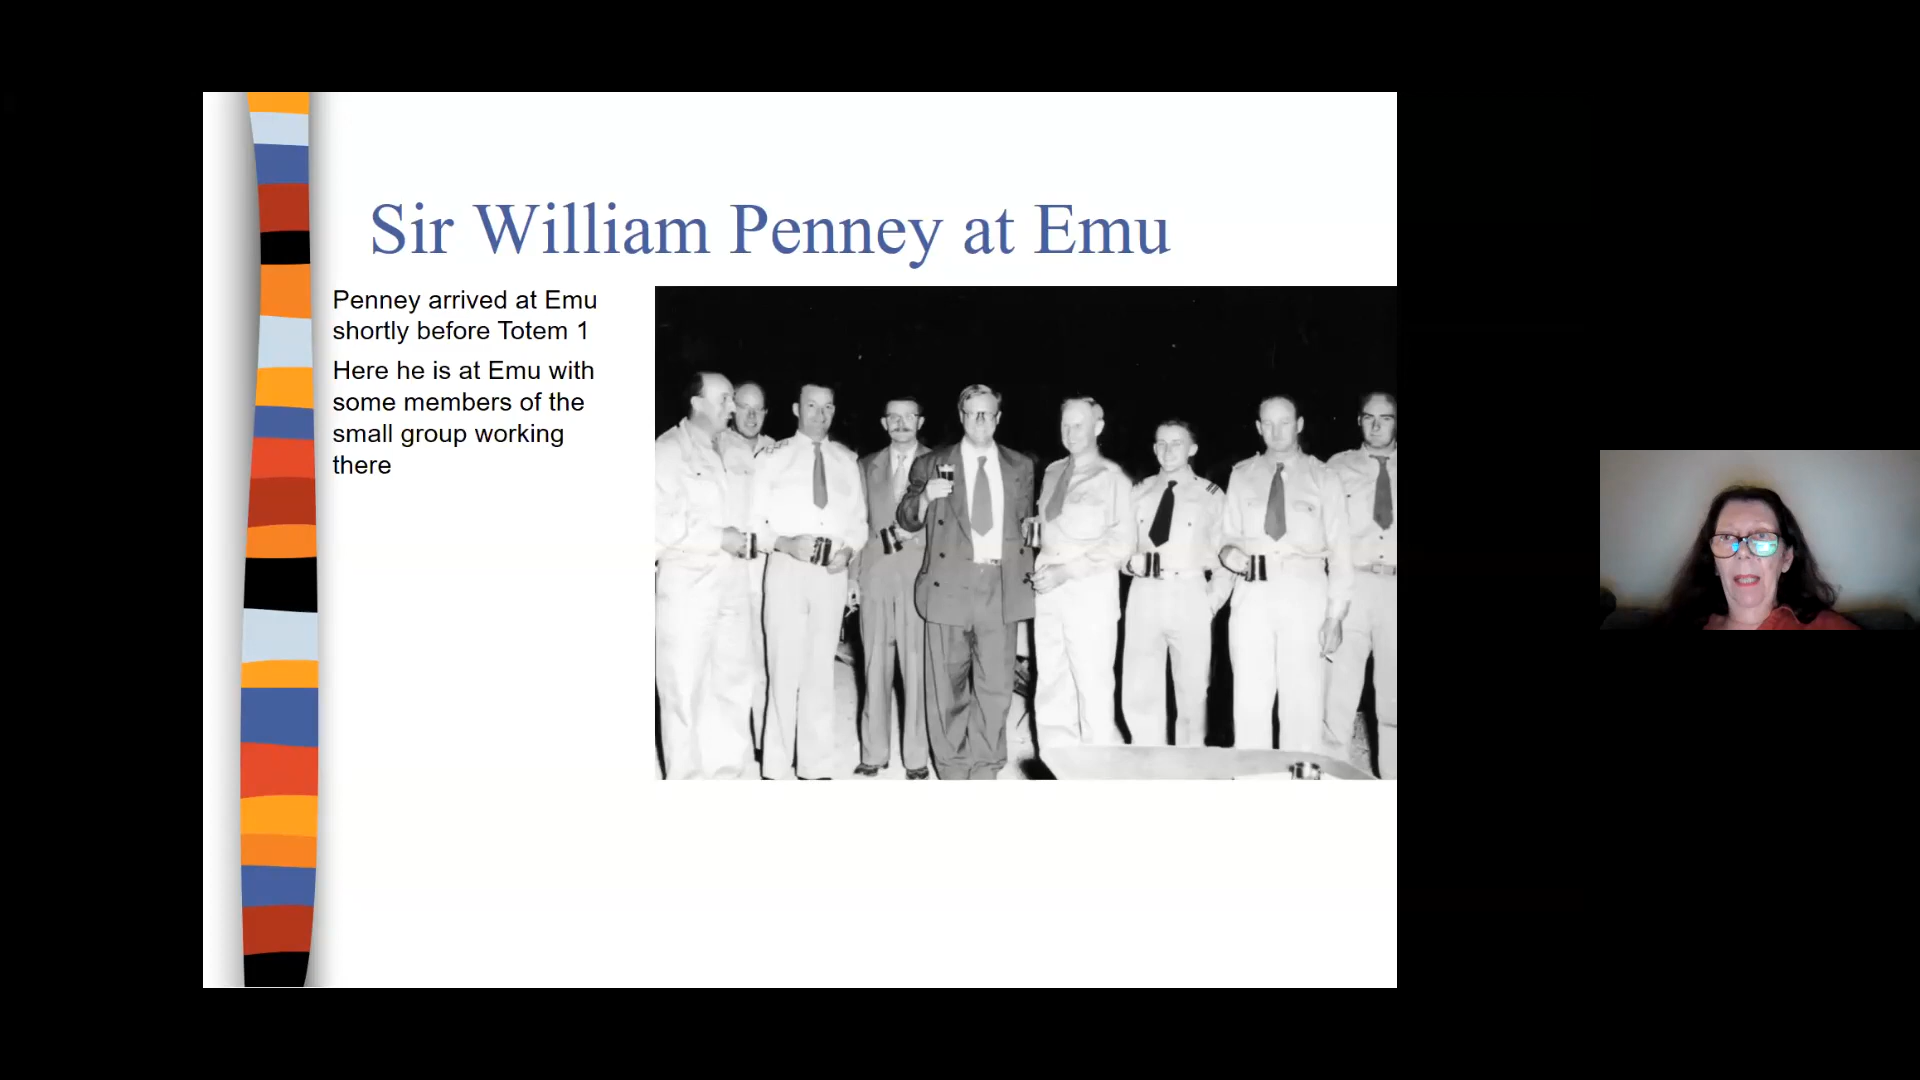 Sir William Penney at Emu
Penney arrived at Emu
shortly before Totem 1
Here he is at Emu with
some members of the
small group working
there